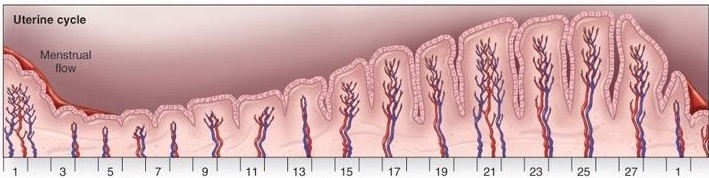 Uterine cycle
Menstrual
flow
1 3 5 7 9 11 13 15 17 19 21 23 25 27 1